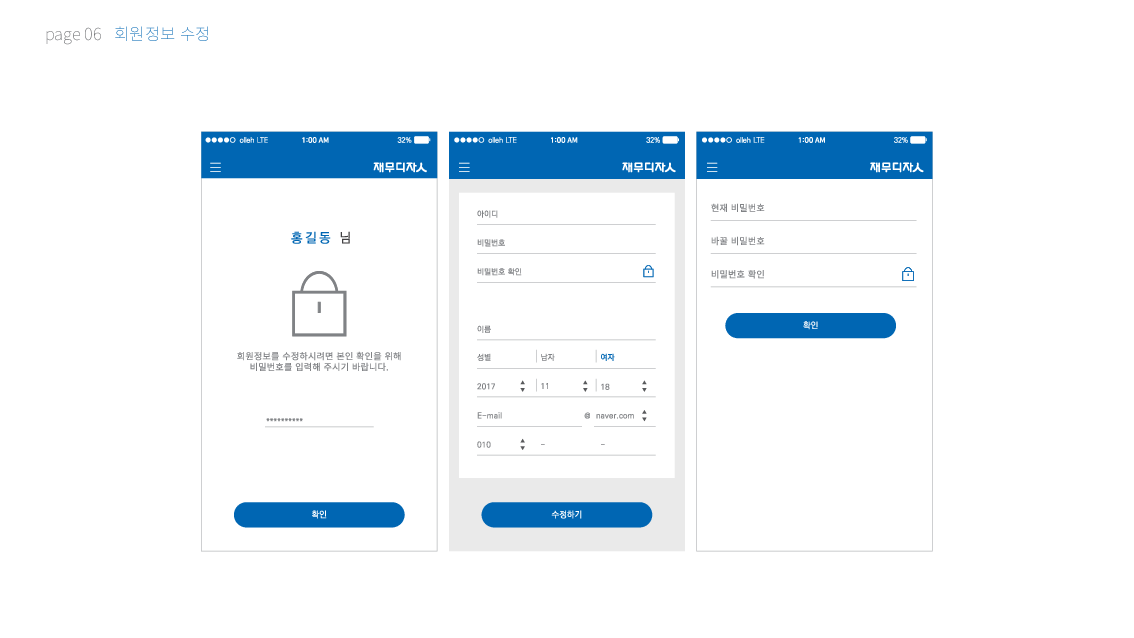 page 06 회원정보 수정
olleh LTE 1:00 AM 32%
재무디자인
홍길동 님
회원정보를 수정하시려면 본인 확인을 위해
비밀번호를 입력해 주시기 바랍니다.
**********
확인
olleh LTE 1:00 AM 32%
재무디자인
아이디
비밀번호
비밀번호 확인
이름
성별 남자 여자
2017 11 18
E-mail @ naver.com
010 - -
수정하기
olleh LTE 1:00 AM 32%
재무디자인
현재 비밀번호
바꿀 비밀번호
비밀번호 확인
확인